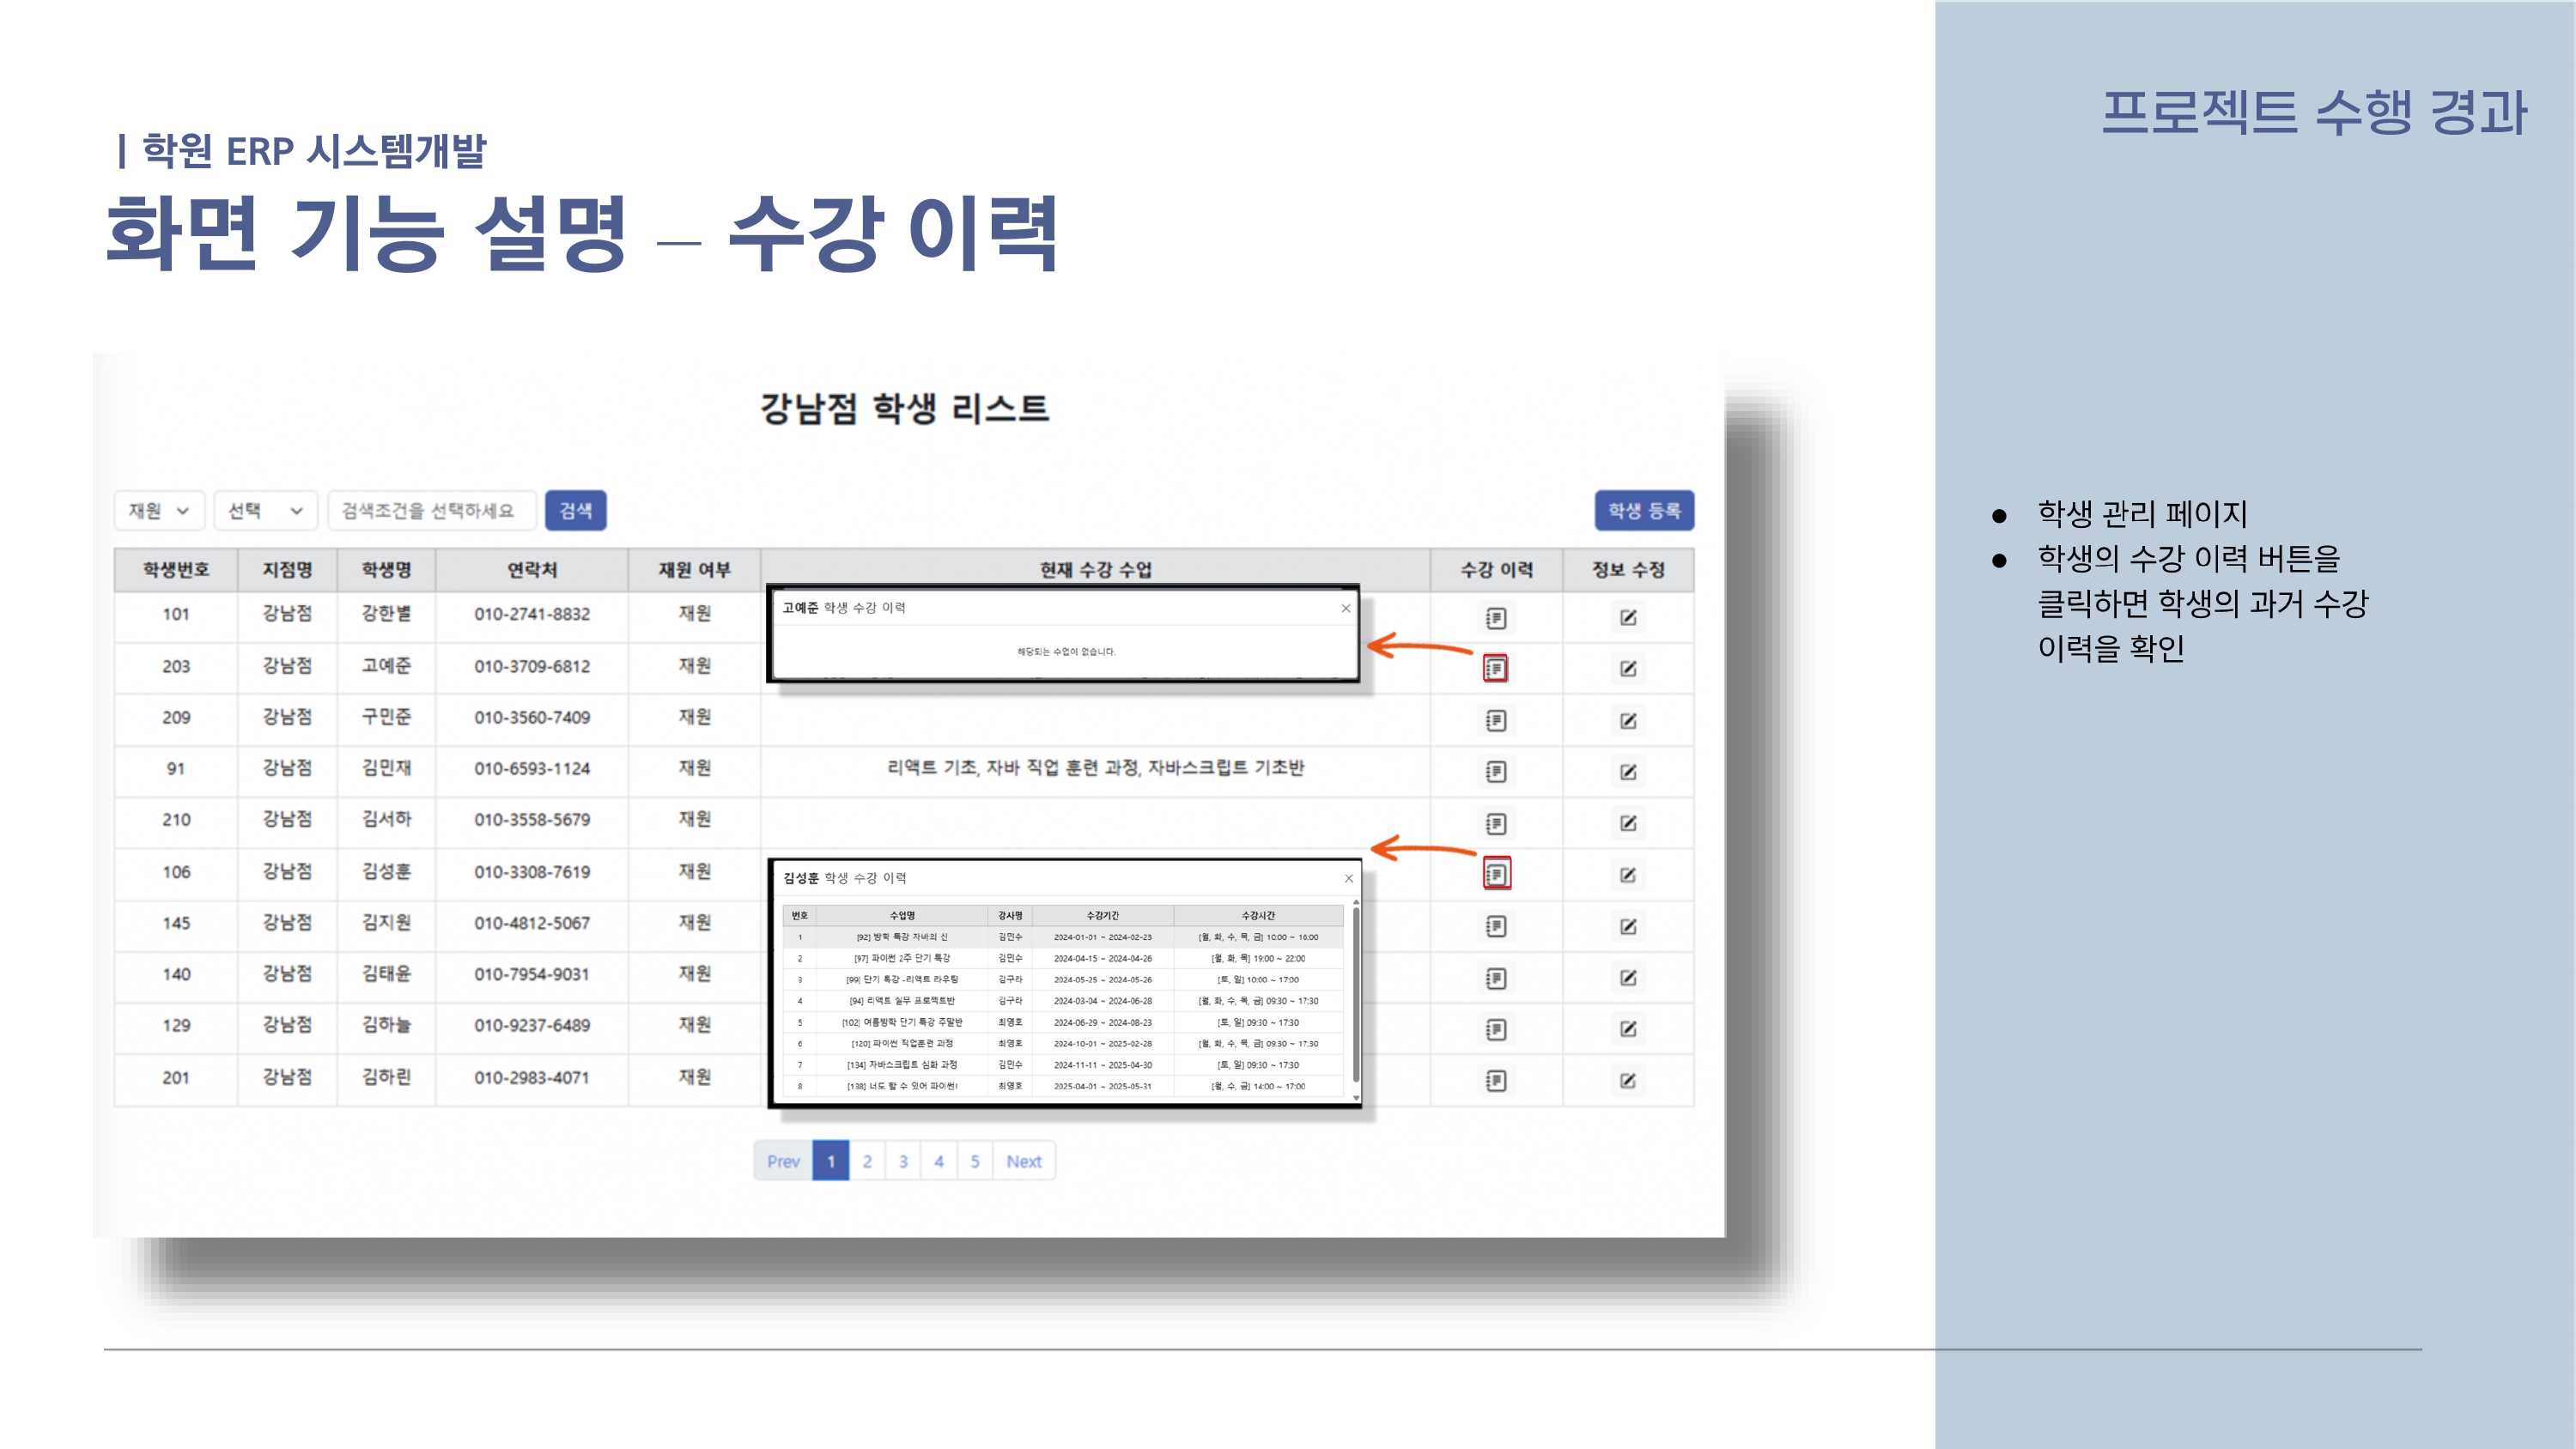 프로젝트 수행 경과
| 학원 ERP 시스템개발
화면 기능 설명 – 수강 이력
강남점 학생 리스트
재원 선택 검색조건을 선택하세요 검색 학생 등록
학생번호 지점명 학생명 연락처 재원 여부 현재 수강 수업 수강 이력 정보 수정
101 강남점 강한별 010-2741-8832 재원
203 강남점 고예준 010-3709-6812 재원
고예준 학생 수강 이력 ×
해당되는 수업이 없습니다.
209 강남점 구민준 010-3560-7409 재원
91 강남점 김민재 010-6593-1124 재원 리액트 기초, 자바 직업 훈련 과정, 자바스크립트 기초반
210 강남점 김서하 010-3558-5679 재원
106 강남점 김성훈 010-3308-7619 재원
145 강남점 김지원 010-4812-5067 재원
140 강남점 김태윤 010-7954-9031 재원
129 강남점 김하늘 010-9237-6489 재원
201 강남점 김하린 010-2983-4071 재원
김성훈 학생 수강 이력 ×
번호 수업명 강사명 수강기간 수강시간
1 [92] 방학 특강 자바의 신 김민수 2024-01-01 ~ 2024-02-23 [월, 화, 수, 목, 금] 10:00 ~ 16:00
2 [97] 파이썬 2주 단기 특강 김민수 2024-04-15 ~ 2024-04-26 [월, 화, 목] 19:00 ~ 22:00
3 [99] 단기 특강 -리액트 라우팅 김구라 2024-05-25 ~ 2024-05-26 [토, 일] 10:00 ~ 17:00
4 [94] 리액트 실무 프로젝트반 김구라 2024-03-04 ~ 2024-06-28 [월, 화, 수, 목, 금] 09:30 ~ 17:30
5 [102] 여름방학 단기 특강 주말반 최영호 2024-06-29 ~ 2024-08-23 [토, 일] 09:30 ~ 17:30
6 [120] 파이썬 직업훈련 과정 최영호 2024-10-01 ~ 2025-02-28 [월, 화, 수, 목, 금] 09:30 ~ 17:30
7 [134] 자바스크립트 심화 과정 김민수 2024-11-11 ~ 2025-04-30 [토, 일] 09:30 ~ 17:30
8 [138] 너도 할 수 있어 파이썬! 최영호 2025-04-01 ~ 2025-05-31 [월, 수, 금] 14:00 ~ 17:00
Prev 1 2 3 4 5 Next
● 학생 관리 페이지
● 학생의 수강 이력 버튼을
클릭하면 학생의 과거 수강
이력을 확인